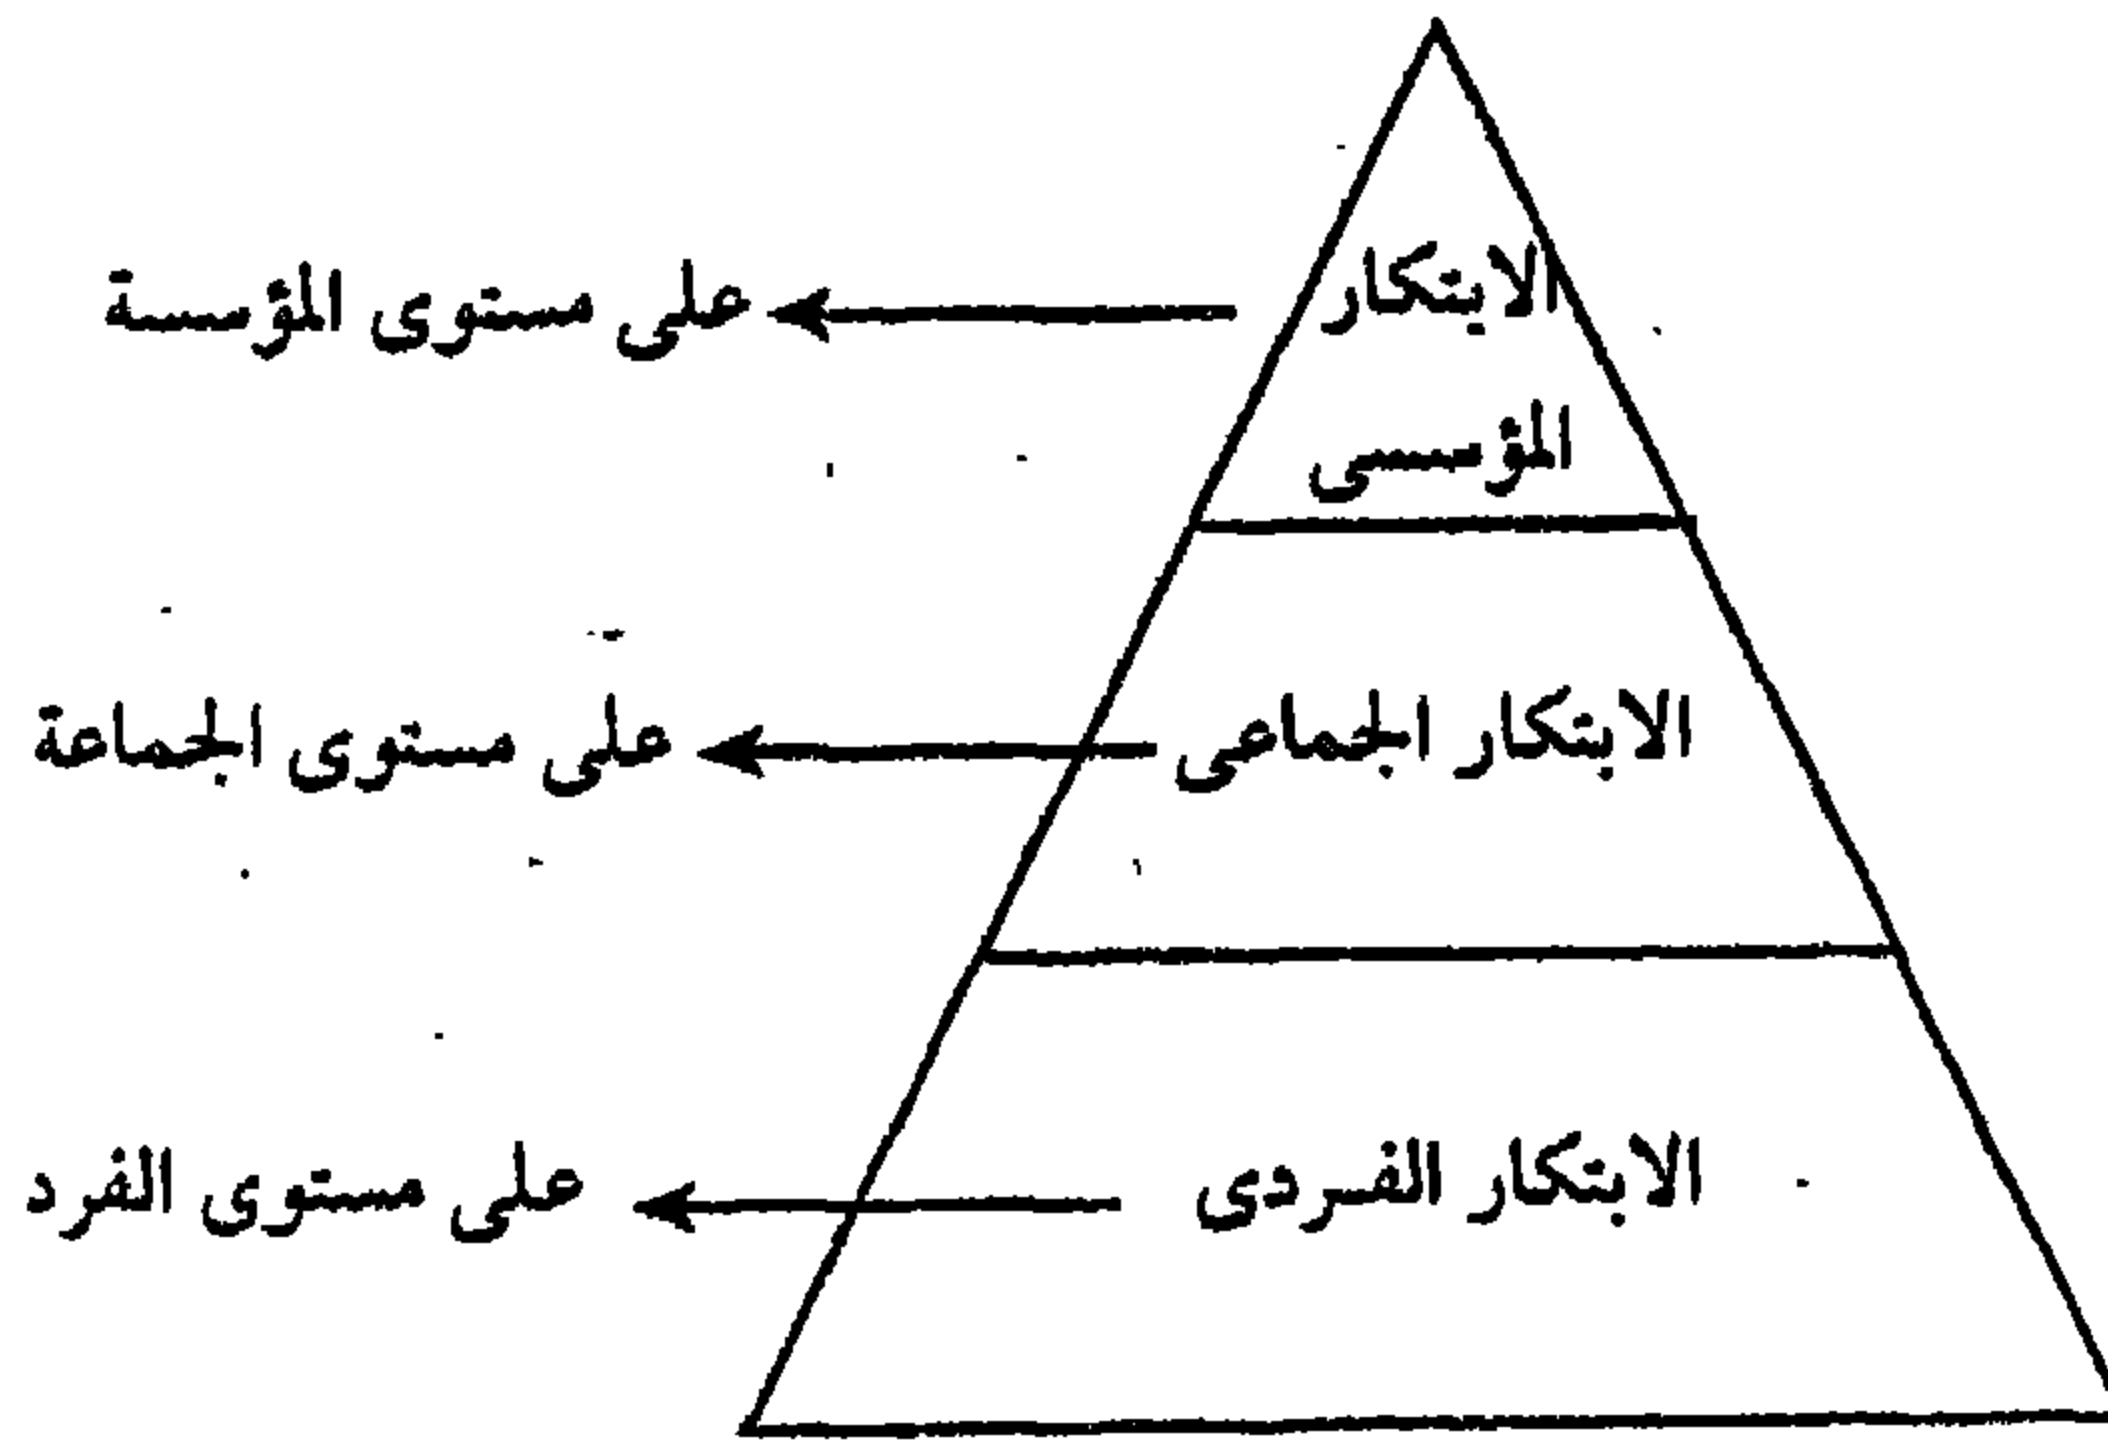 الابتكار
المؤسسى
على مستوى المؤسسة
الابتكار الجماعى
على مستوى الجماعة
الابتكار الفردى
على مستوى الفرد